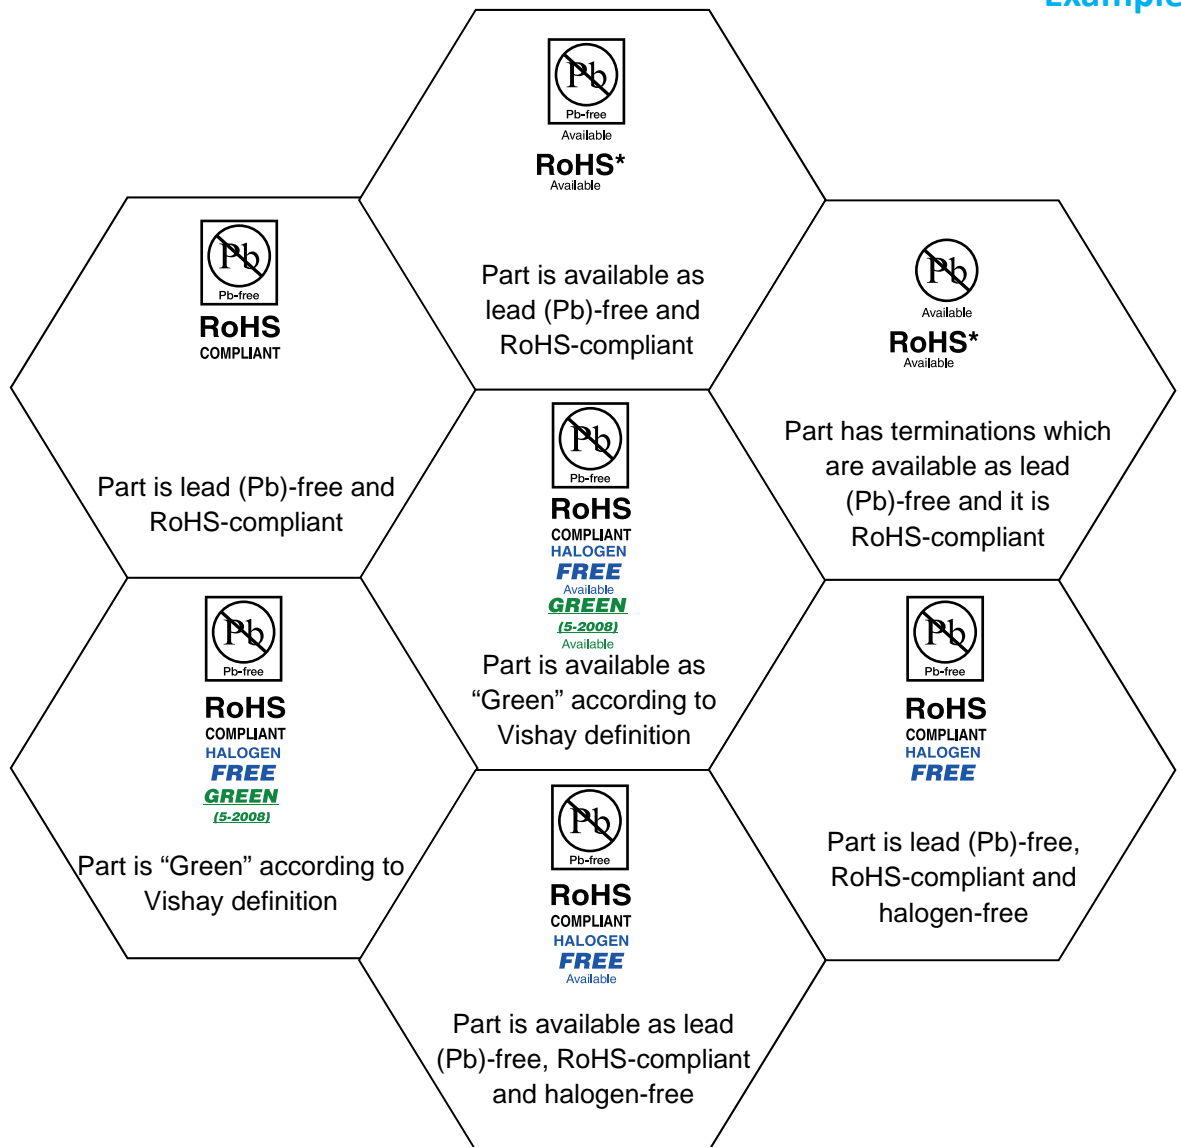 Example
Pb
Pb-free
Available
RoHS*
Available
Part is available as
lead (Pb)-free and
RoHS-compliant
Pb
Pb-free
RoHS
COMPLIANT
Part is lead (Pb)-free and
RoHS-compliant
Pb
Available
RoHS*
Available
Part has terminations which
are available as lead
(Pb)-free and it is
RoHS-compliant
Pb
Pb-free
RoHS
COMPLIANT
HALOGEN
FREE
Available
GREEN
(5-2008)
Available
Part is available as
“Green” according to
Vishay definition
Pb
Pb-free
RoHS
COMPLIANT
HALOGEN
FREE
GREEN
(5-2008)
Part is “Green” according to
Vishay definition
Pb
Pb-free
RoHS
COMPLIANT
HALOGEN
FREE
Part is lead (Pb)-free,
RoHS-compliant and
halogen-free
Pb
Pb-free
RoHS
COMPLIANT
HALOGEN
FREE
Available
Part is available as lead
(Pb)-free, RoHS-compliant
and halogen-free